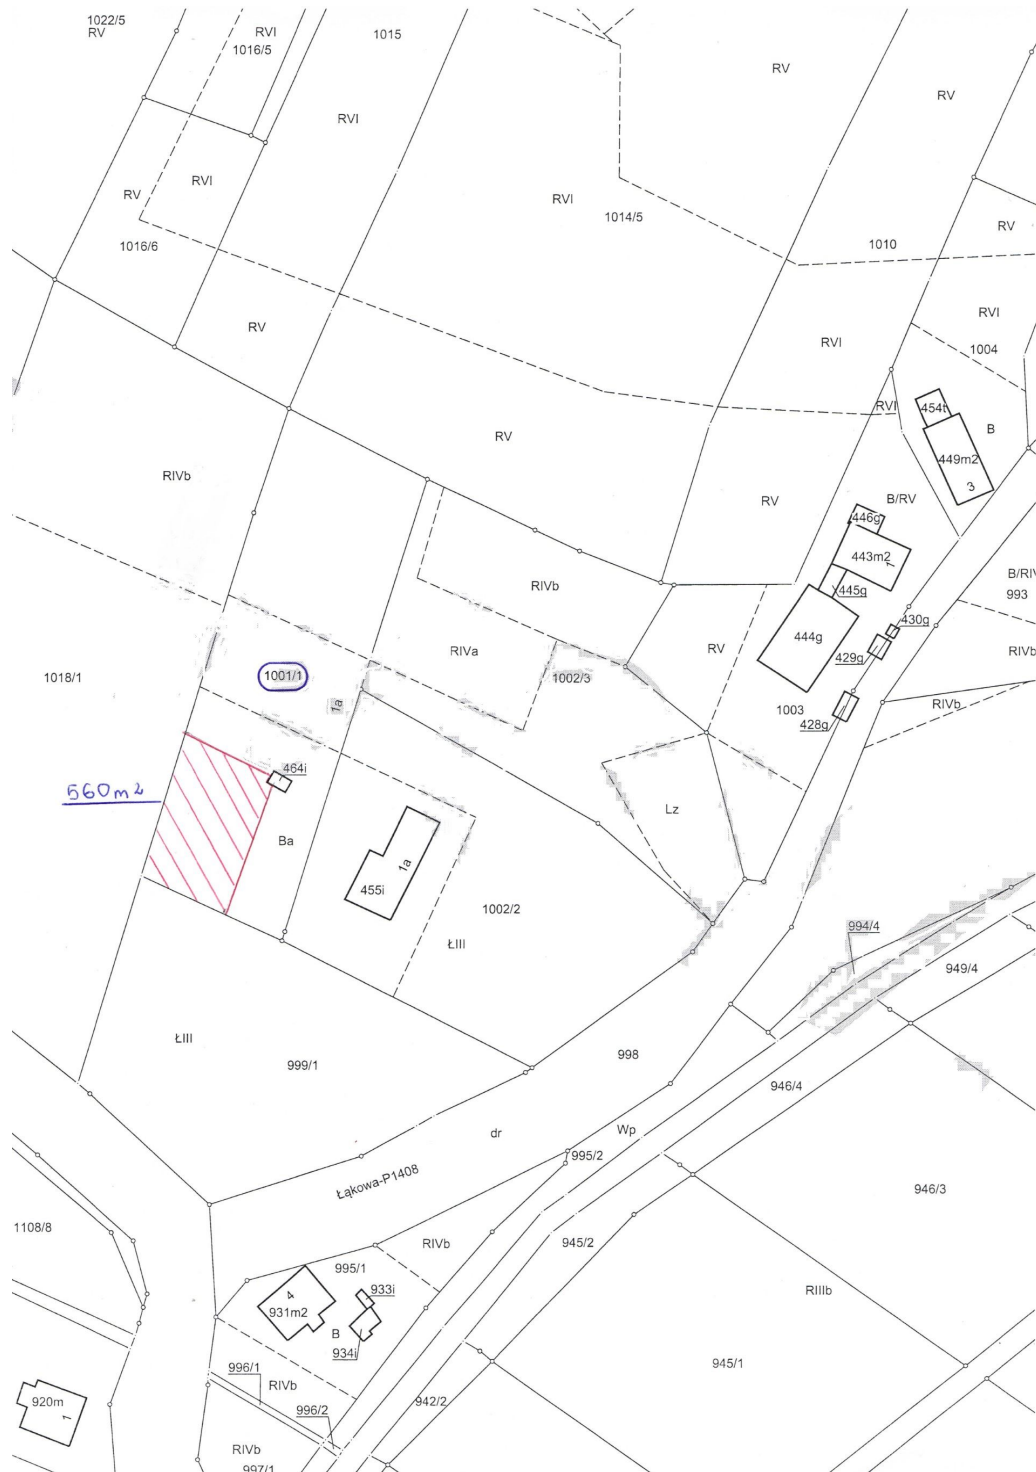 1022/5
RV
RVI
1016/5
1015
RV
RV
RVI
RVI
RV
RVI
1014/5
RV
1016/6
1010
RVI
RV
RVI
1004
RVI
454t
B
RV
449m2
3
RIVb
RV
B/RV
446g
443m2
1
B/RIV
993
RIVb
445g
430g
444g
429g
RIVa
RV
RIVb
1018/1
1001/1
1002/3
1a
1003
428g
RIVb
464i
560m2
Lz
Ba
1a
455i
1002/2
ŁIII
994/4
949/4
ŁIII
999/1
998
946/4
dr
Wp
995/2
Łąkowa-P1408
946/3
1108/8
RIVb
945/2
995/1
933i
4
931m2
B
934i
RIIIb
996/1
RIVb
945/1
920m
1
996/2
942/2
RIVb
997/1